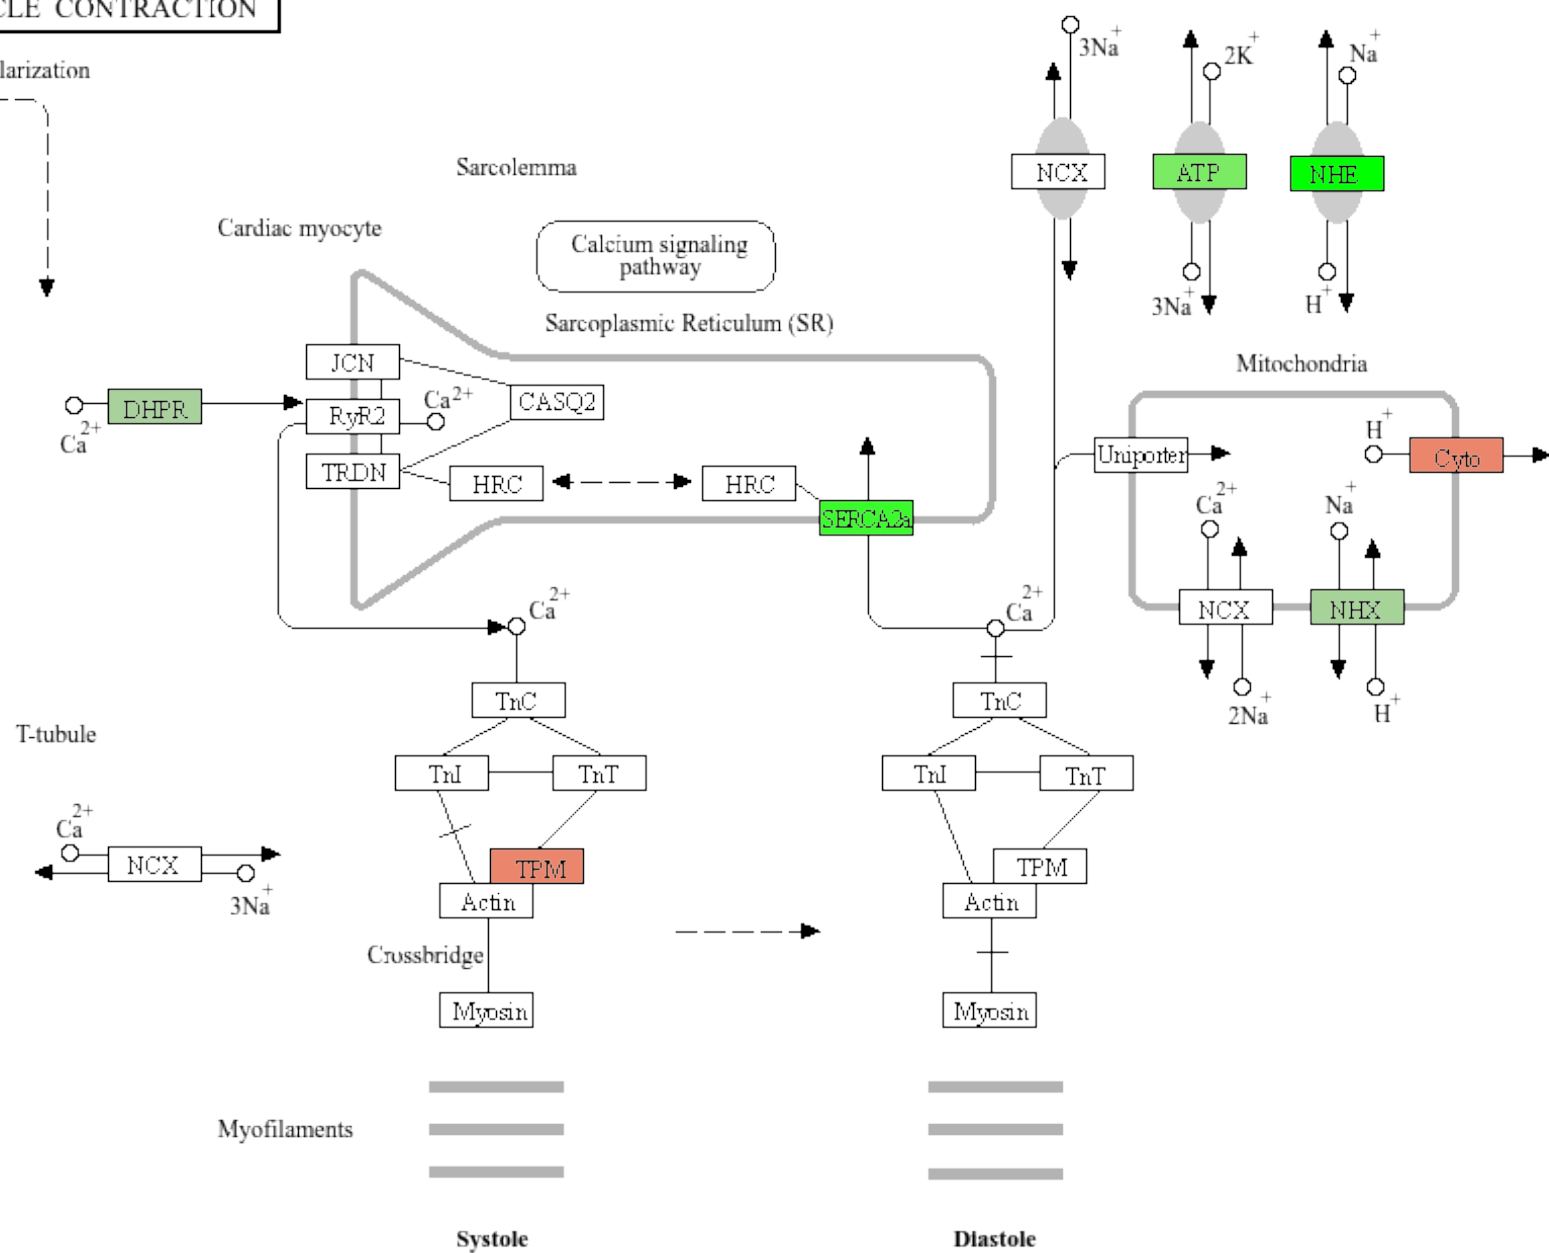 CLE CONTRACTION
larization
Sarcolemma
Cardiac myocyte
Calcium signaling
pathway
Sarcoplasmic Reticulum (SR)
3Na+
2K+
Na+
NCX
ATP
NHE
3Na+
H+
Mitochondria
JCN
Ca2+
DHPR
RyR2
Ca2+
CASQ2
TRDN
HRC
HRC
SERCA2a
Uniporter
H+
Cyto
Ca2+
Na+
NCX
NHX
2Na+
H+
Ca2+
Ca2+
TnC
TnC
T-tubule
TnI
TnT
TnI
TnT
Ca2+
NCX
3Na+
TPM
TPM
Actin
Actin
Crossbridge
Myosin
Myosin
Myofilaments
Systole
Diastole